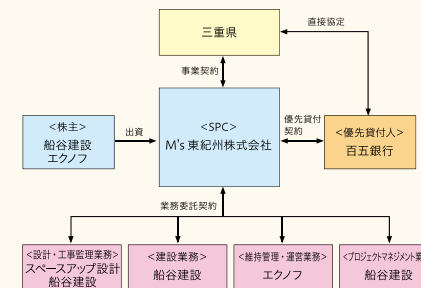 三重県
直接協定
事業契約
<株主>
船谷建設
エクノフ
出資
<SPC>
M's 東紀州株式会社
優先貸付
契約
<優先貸付人>
百五銀行
業務委託契約
<設計・工事監理業務>
スペースアップ設計
船谷建設
<建設業務>
船谷建設
<維持管理・運営業務>
エクノフ
<プロジェクトマネジメント業
船谷建設